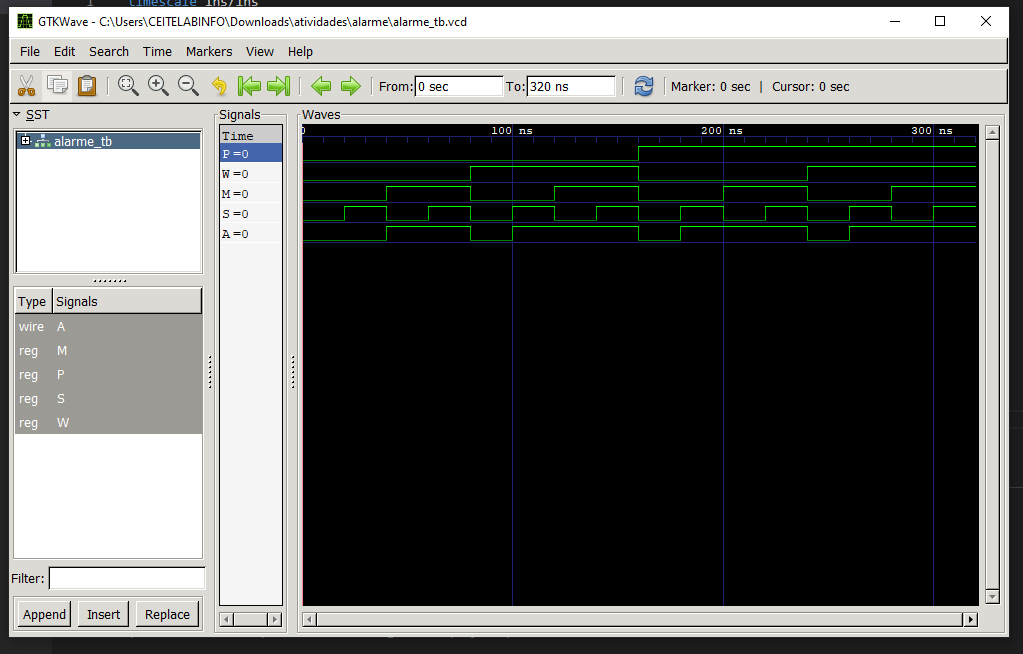 1 `timescale 1ns/1ns
GTKWave - C:\Users\CEITELABINFO\Downloads\atividades\alarme\alarme_tb.vcd
File Edit Search Time Markers View Help
From: 0 sec To: 320 ns Marker: 0 sec | Cursor: 0 sec
SST
alarme_tb
Type Signals
wire A
reg M
reg P
reg S
reg W
Filter:
Append Insert Replace
Signals
Time
P =0
W =0
M =0
S =0
A =0
Waves
0 100 ns 200 ns 300 ns